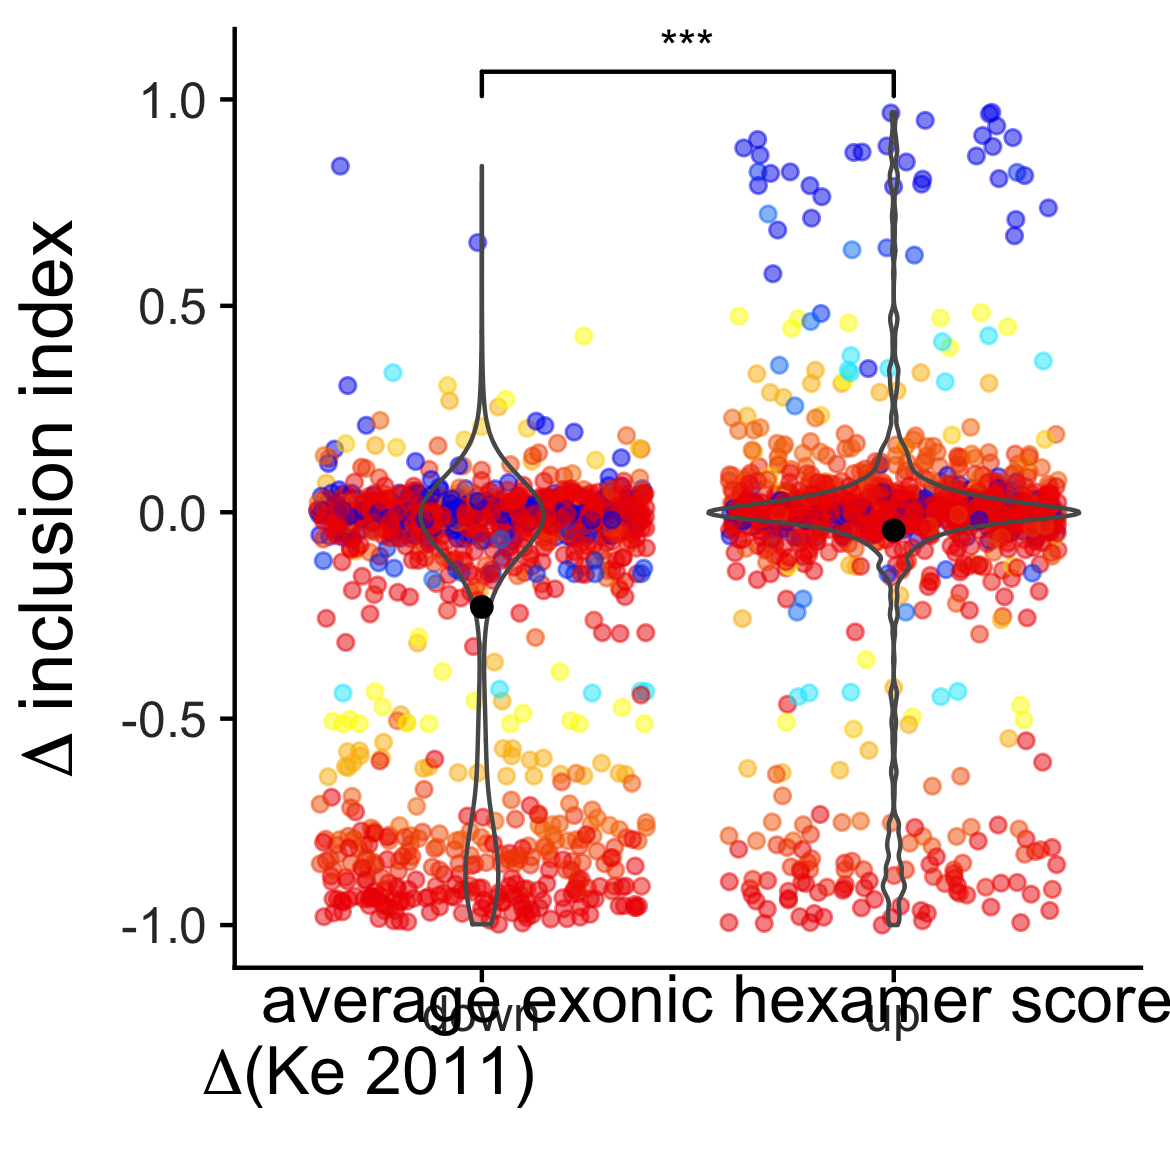 ***
1.0
0.5
0.0
-0.5
-1.0
Δ inclusion index
down up
average exonic hexamer score
Δ(Ke 2011)